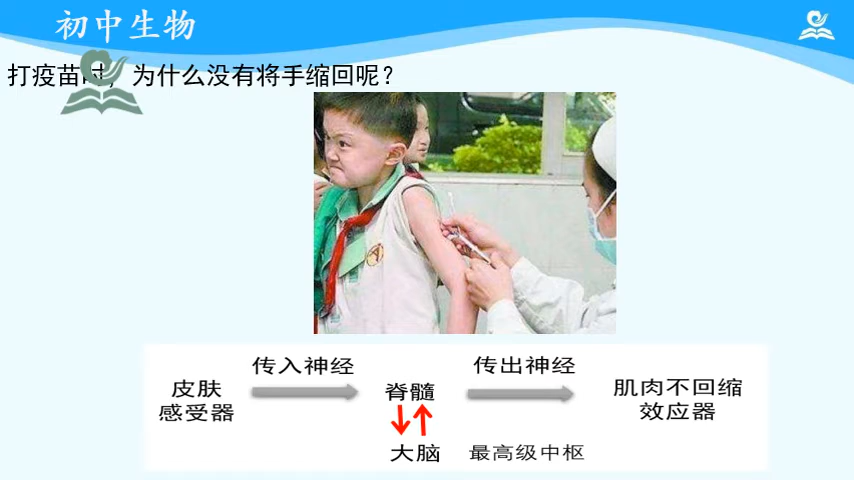 初中生物
打疫苗时，为什么没有将手缩回呢？
传入神经
传出神经
皮肤
感受器
脊髓
肌肉不回缩
效应器
大脑
最高级中枢